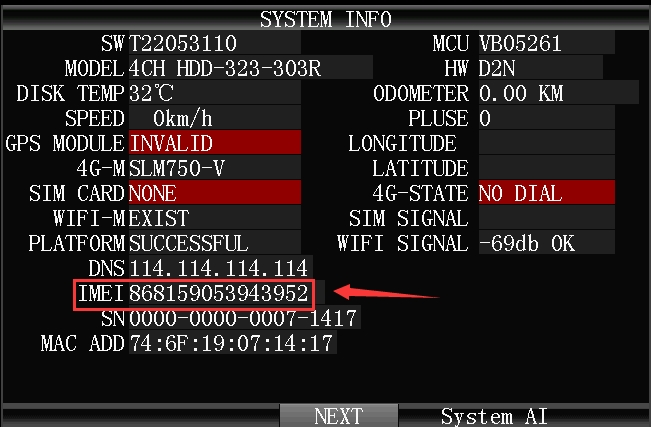 SYSTEM INFO
SW T22053110 MCU VB05261
MODEL 4CH HDD-323-303R HW D2N
DISK TEMP 32℃ ODOMETER 0.00 KM
SPEED 0km/h PLUSE 0
GPS MODULE INVALID LONGITUDE
4G-M SLM750-V LATITUDE
SIM CARD NONE 4G-STATE NO DIAL
WIFI-M EXIST SIM SIGNAL
PLATFORM SUCCESSFUL WIFI SIGNAL -69db OK
DNS 114.114.114.114
IMEI 868159053943952
SN 0000-0000-0007-1417
MAC ADD 74:6F:19:07:14:17
NEXT System AI